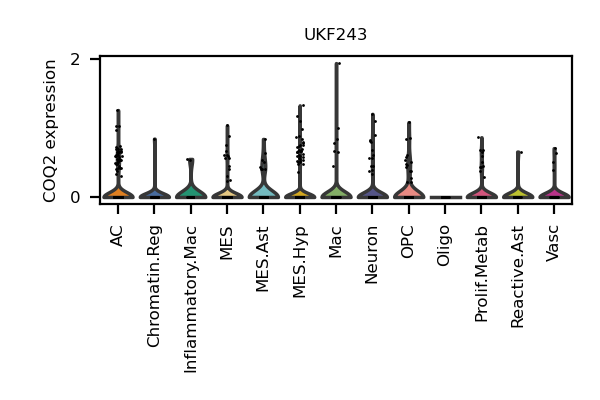 UKF243
COQ2 expression
2
0
AC
Chromatin.Reg
Inflammatory.Mac
MES
MES.Ast
MES.Hyp
Mac
Neuron
OPC
Oligo
Prolif.Metab
Reactive.Ast
Vasc